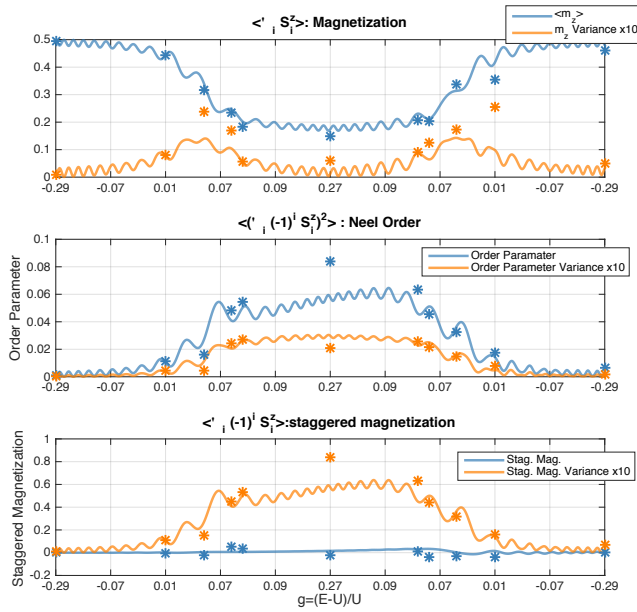 <' i S i z>: Magnetization
<m z>
m z Variance x10
0.5
0.4
0.3
0.2
0.1
0
-0.29 -0.07 0.01 -0.07 0.09 0.27 0.09 -0.07 0.01 -0.07 -0.29
<(' i (-1) i S i z) 2> : Neel Order
Order Paramater
Order Parameter Variance x10
Order Parameter
0.1
0.08
0.06
0.04
0.02
0
-0.29 -0.07 0.01 -0.07 0.09 0.27 0.09 -0.07 0.01 -0.07 -0.29
<' i (-1) i S i z>:staggered magnetization
Stag. Mag.
Stag. Mag. Variance x10
Staggered Magnetization
1
0.8
0.6
0.4
0.2
0
-0.2
-0.29 -0.07 0.01 -0.07 0.09 0.27 0.09 -0.07 0.01 -0.07 -0.29
g=(E-U)/U